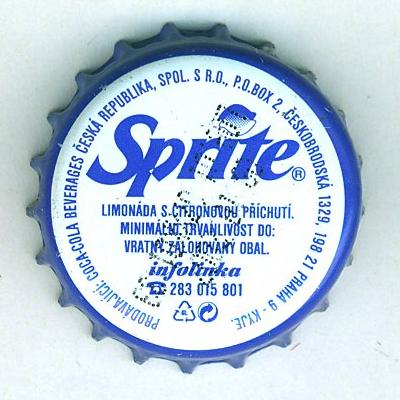 PRODÁVAJÍCÍ: COCA-COLA BEVERAGES ČESKÁ REPUBLIKA, SPOL. S R.O., P.O.BOX 2, ČESKOBRODSKÁ 1329, 198 21 PRAHA 9 - KYJE.
Sprite®
LIMONÁDA S CITRONOVOU PŘÍCHUTÍ.
MINIMÁLNÍ TRVANLIVOST DO:
VRATNÝ ZÁLOHOVANÝ OBAL.
infolinka
☎ 283 015 801